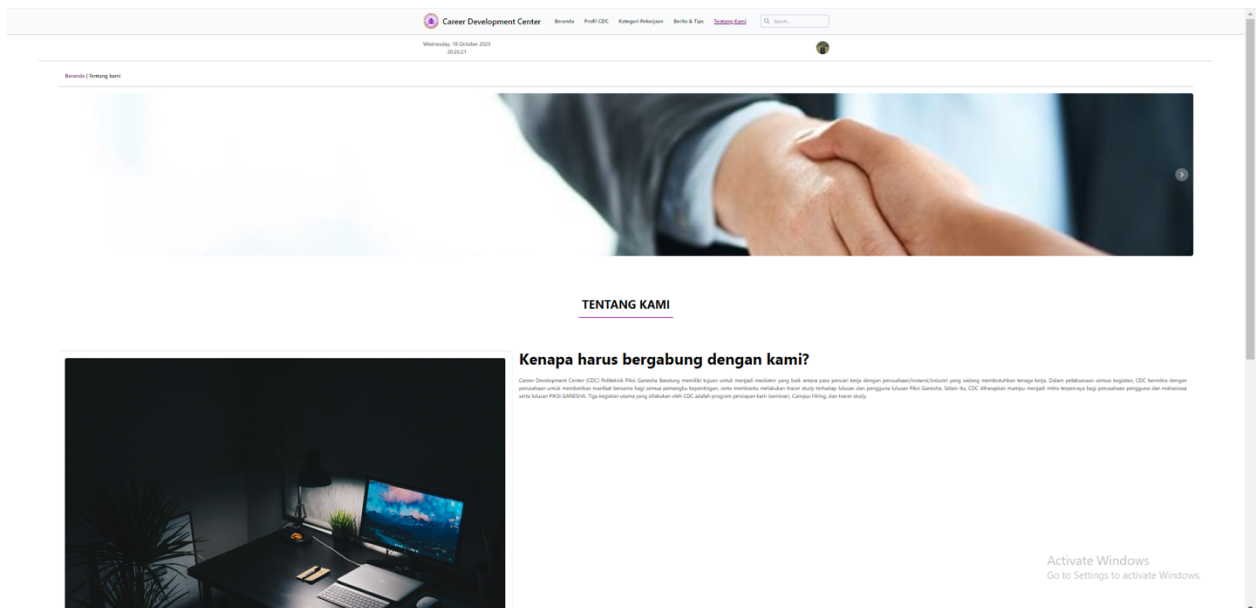 Career Development Center Beranda Profil CDC Kategori Pekerjaan Berita & Tips Tentang Kami Search..
Wednesday, 18 October 2023
20:26:21
Beranda | Tentang kami
TENTANG KAMI
Kenapa harus bergabung dengan kami?
Career Development Center (CDC) Politeknik Piksi Ganesha Bandung memiliki tujuan untuk menjadi mediator yang baik antara para pencari kerja dengan perusahaan/instansi/industri yang sedang membutuhkan tenaga kerja. Dalam pelaksanaan semua kegiatan, CDC bermitra dengan
perusahaan untuk memberikan manfaat bersama bagi semua pemangku kepentingan, serta membantu melakukan tracer study terhadap lulusan dan pengguna lulusan Piksi Ganesha. Selain itu, CDC diharapkan mampu menjadi mitra terpercaya bagi perusahaan pengguna dan mahasiswa
serta lulusan PIKSI GANESHA. Tiga kegiatan utama yang dilakukan oleh CDC adalah program persiapan karir (seminar), Campus Hiring, dan tracer study.
Activate Windows
Go to Settings to activate Windows.